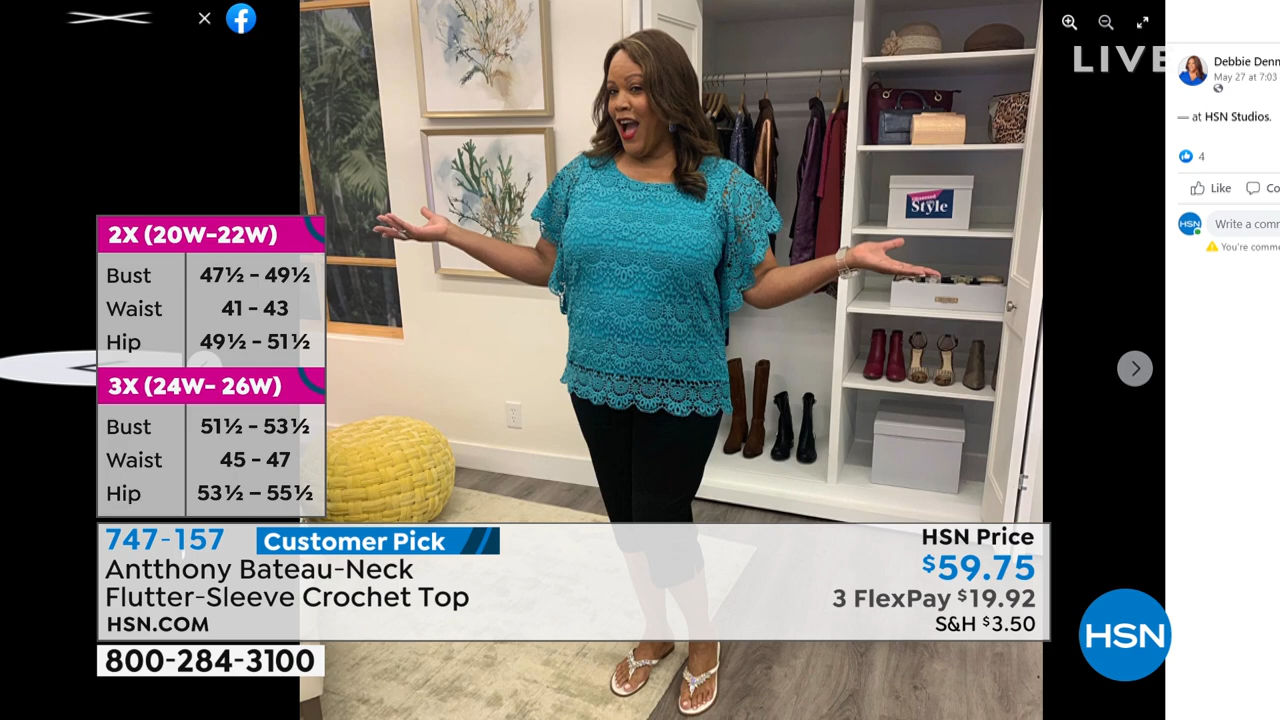 LIVE
Debbie Denn
May 27 at 7:03
— at HSN Studios.
4
Like
Co
HSN
Write a comm
You're comme
Style
2X (20W-22W)
Bust 47½ - 49½
Waist 41 - 43
Hip 49½ - 51½
3X (24W- 26W)
Bust 51½ - 53½
Waist 45 - 47
Hip 53½ - 55½
747-157 Customer Pick
Antthony Bateau-Neck
Flutter-Sleeve Crochet Top
HSN.COM
HSN Price
$59.75
3 FlexPay $19.92
S&H $3.50
800-284-3100
HSN